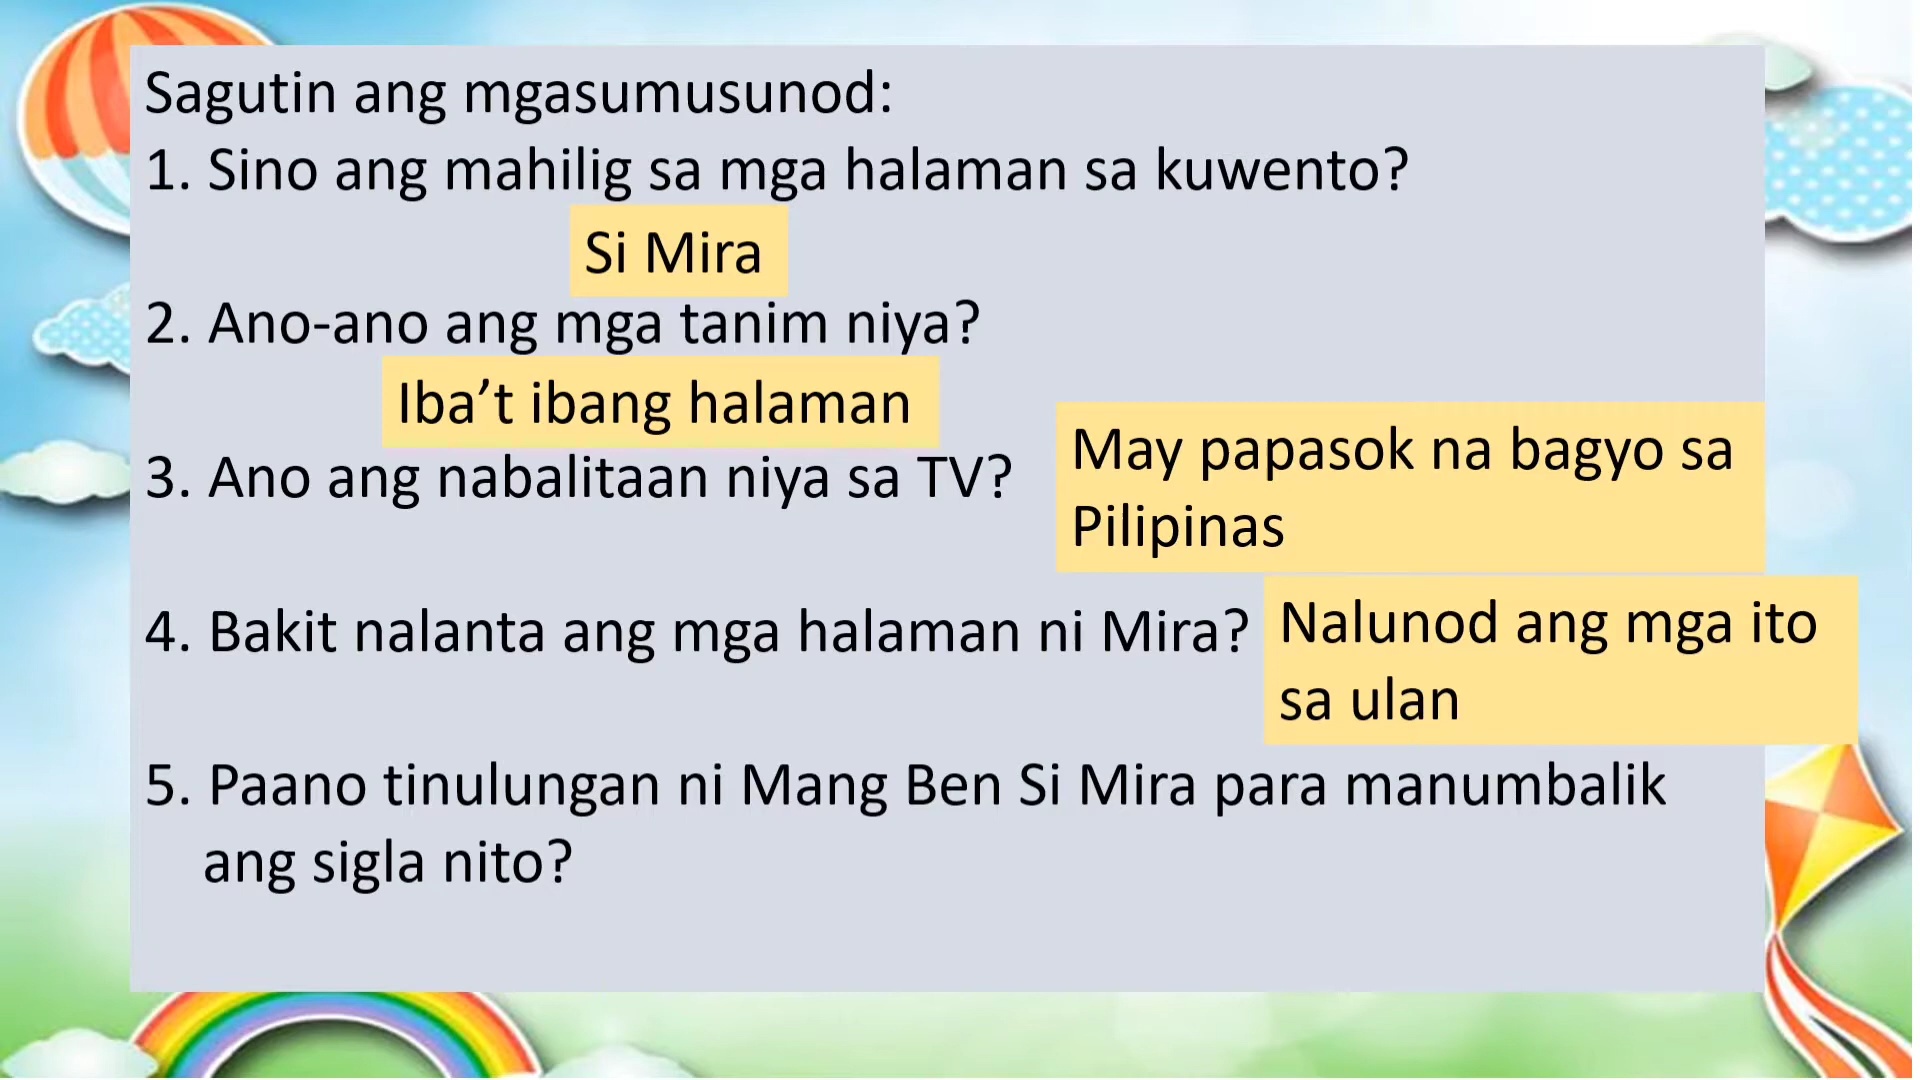 Sagutin ang mgasumusunod:
1. Sino ang mahilig sa mga halaman sa kuwento?
Si Mira
2. Ano-ano ang mga tanim niya?
Iba’t ibang halaman
3. Ano ang nabalitaan niya sa TV?
May papasok na bagyo sa
Pilipinas
4. Bakit nalanta ang mga halaman ni Mira?
Nalunod ang mga ito
sa ulan
5. Paano tinulungan ni Mang Ben Si Mira para manumbalik
ang sigla nito?